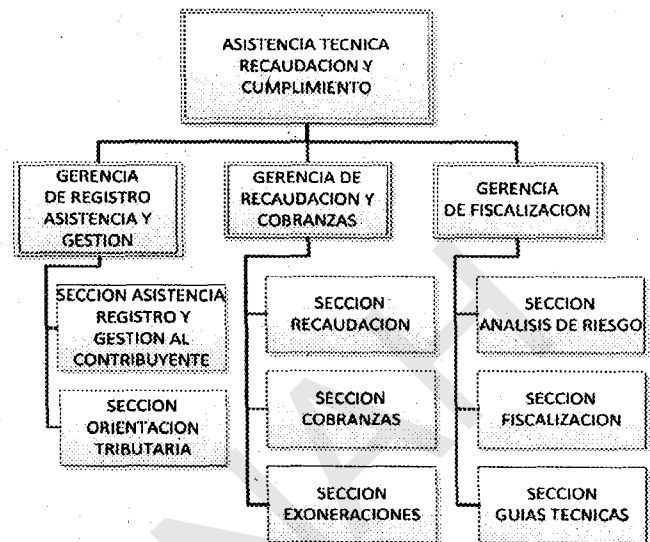 ASISTENCIA TECNICA
RECAUDACION Y
CUMPLIMIENTO
GERENCIA
DE REGISTRO
ASISTENCIA Y
GESTION
GERENCIA DE
RECAUDACION Y
COBRANZAS
GERENCIA
DE FISCALIZACION
SECCION ASISTENCIA
REGISTRO Y
GESTION AL
CONTRIBUYENTE
SECCION
ORIENTACION
TRIBUTARIA
SECCION
RECAUDACION
SECCION
COBRANZAS
SECCION
EXONERACIONES
SECCION
ANALISIS DE RIESGO
SECCION
FISCALIZACION
SECCION
GUIAS TECNICAS